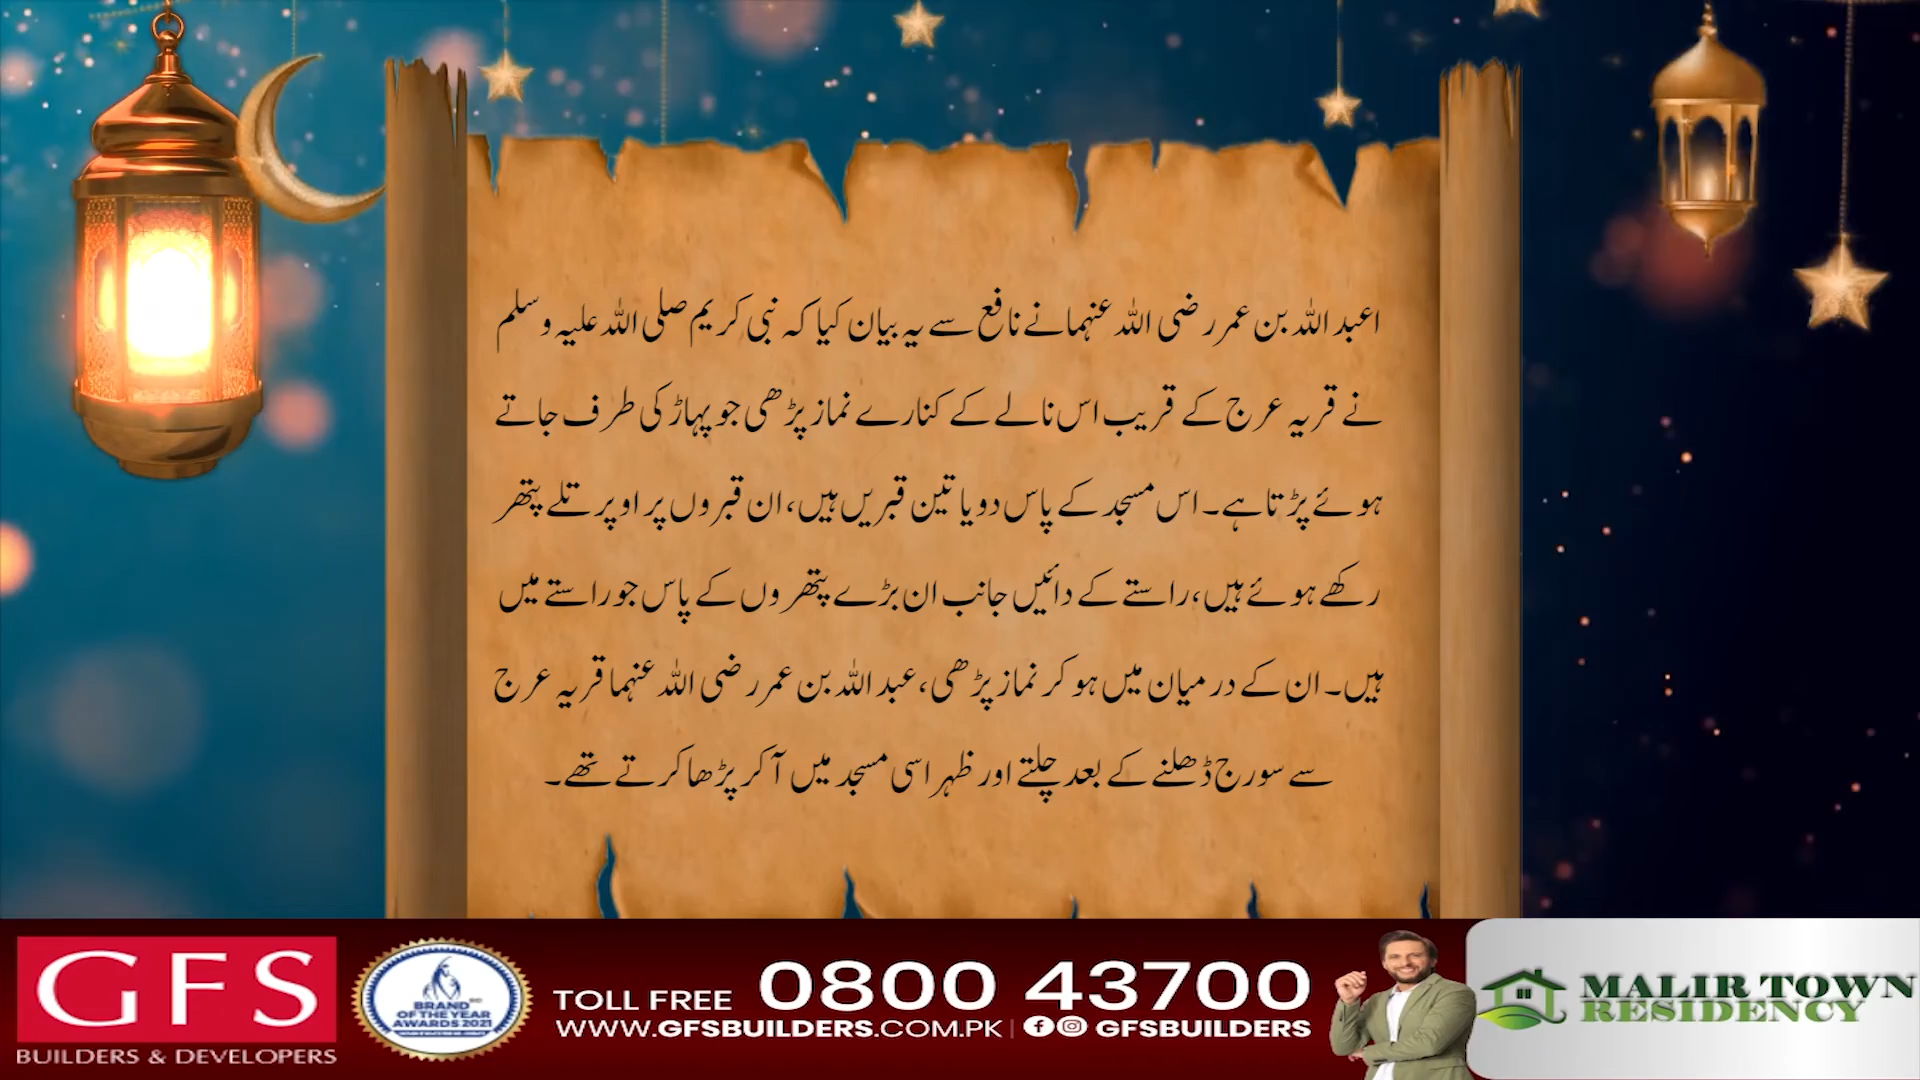 اعبد اللہ بن عمر رضی اللہ عنہما نے نافع سے یہ بیان کیا کہ نبی کریم صلی اللہ علیہ وسلم
نے قریہ عرج کے قریب اس نالے کے کنارے نماز پڑھی جو پہاڑ کی طرف جاتے
ہوئے پڑتا ہے۔ اس مسجد کے پاس دو یا تین قبریں ہیں، ان قبروں پر اوپر تلے پتھر
رکھے ہوئے ہیں، راستے کے دائیں جانب ان بڑے پتھروں کے پاس جو راستے میں
ہیں۔ ان کے درمیان میں ہو کر نماز پڑھی، عبد اللہ بن عمر رضی اللہ عنہما قریہ عرج
سے سورج ڈھلنے کے بعد چلتے اور ظہر اسی مسجد میں آ کر پڑھا کرتے تھے۔
GFS
BUILDERS & DEVELOPERS
BRAND
OF THE YEAR
AWARDS 2021
TOLL FREE 0800 43700
WWW.GFSBUILDERS.COM.PK | GFSBUILDERS
MALIR TOWN
RESIDENCY